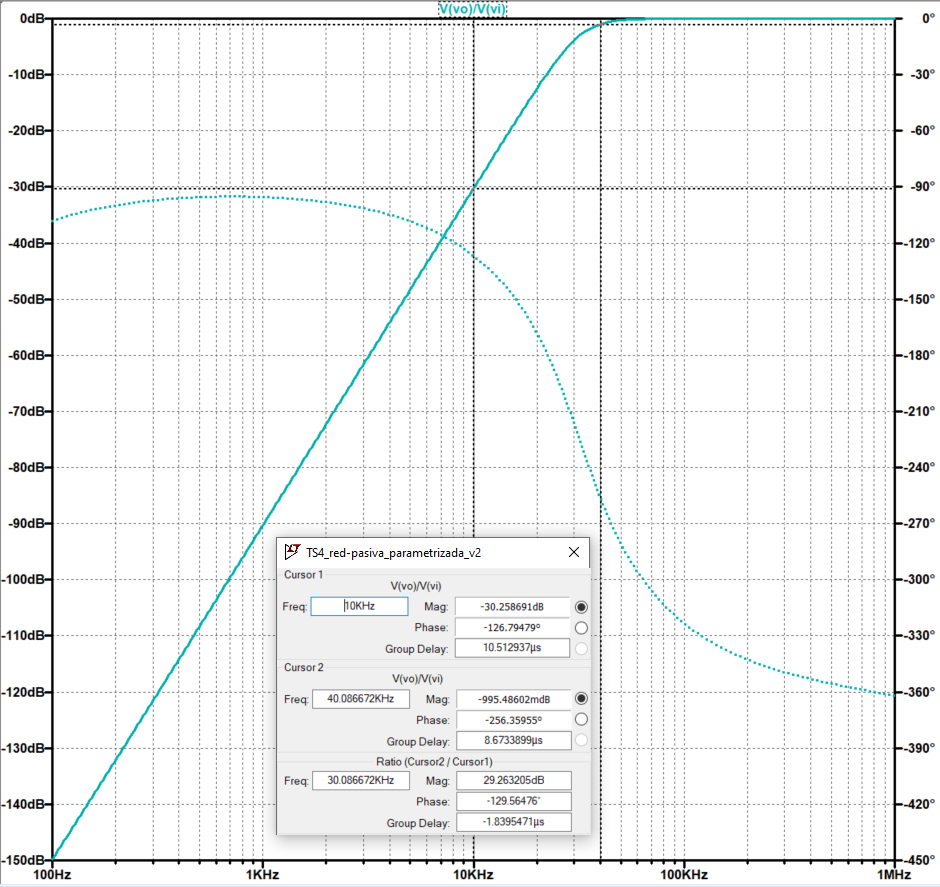 V(vo)/V(vi)
0dB 0°
-10dB -30°
-20dB -60°
-30dB -90°
-40dB -120°
-50dB -150°
-60dB -180°
-70dB -210°
-80dB -240°
-90dB -270°
-100dB -300°
-110dB -330°
-120dB -360°
-130dB -390°
-140dB -420°
-150dB -450°
100Hz 1KHz 10KHz 100KHz 1MHz
TS4_red-pasiva_parametrizada_v2
Cursor 1
V(vo)/V(vi)
Freq: 10KHz Mag: -30.258691dB
Phase: -126.79479°
Group Delay: 10.512937µs
Cursor 2
V(vo)/V(vi)
Freq: 40.086672KHz Mag: -995.48602mdB
Phase: -256.35955°
Group Delay: 8.6733899µs
Ratio (Cursor2 / Cursor1)
Freq: 30.086672KHz Mag: 29.263205dB
Phase: -129.56476°
Group Delay: -1.8395471µs